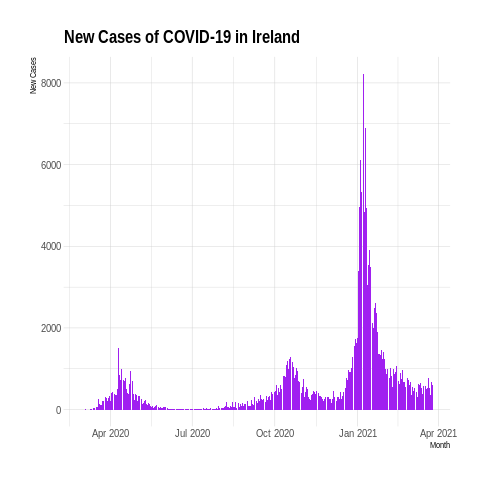 New Cases of COVID-19 in Ireland
New Cases
8000
6000
4000
2000
0
Apr 2020
Jul 2020
Oct 2020
Jan 2021
Apr 2021
Month